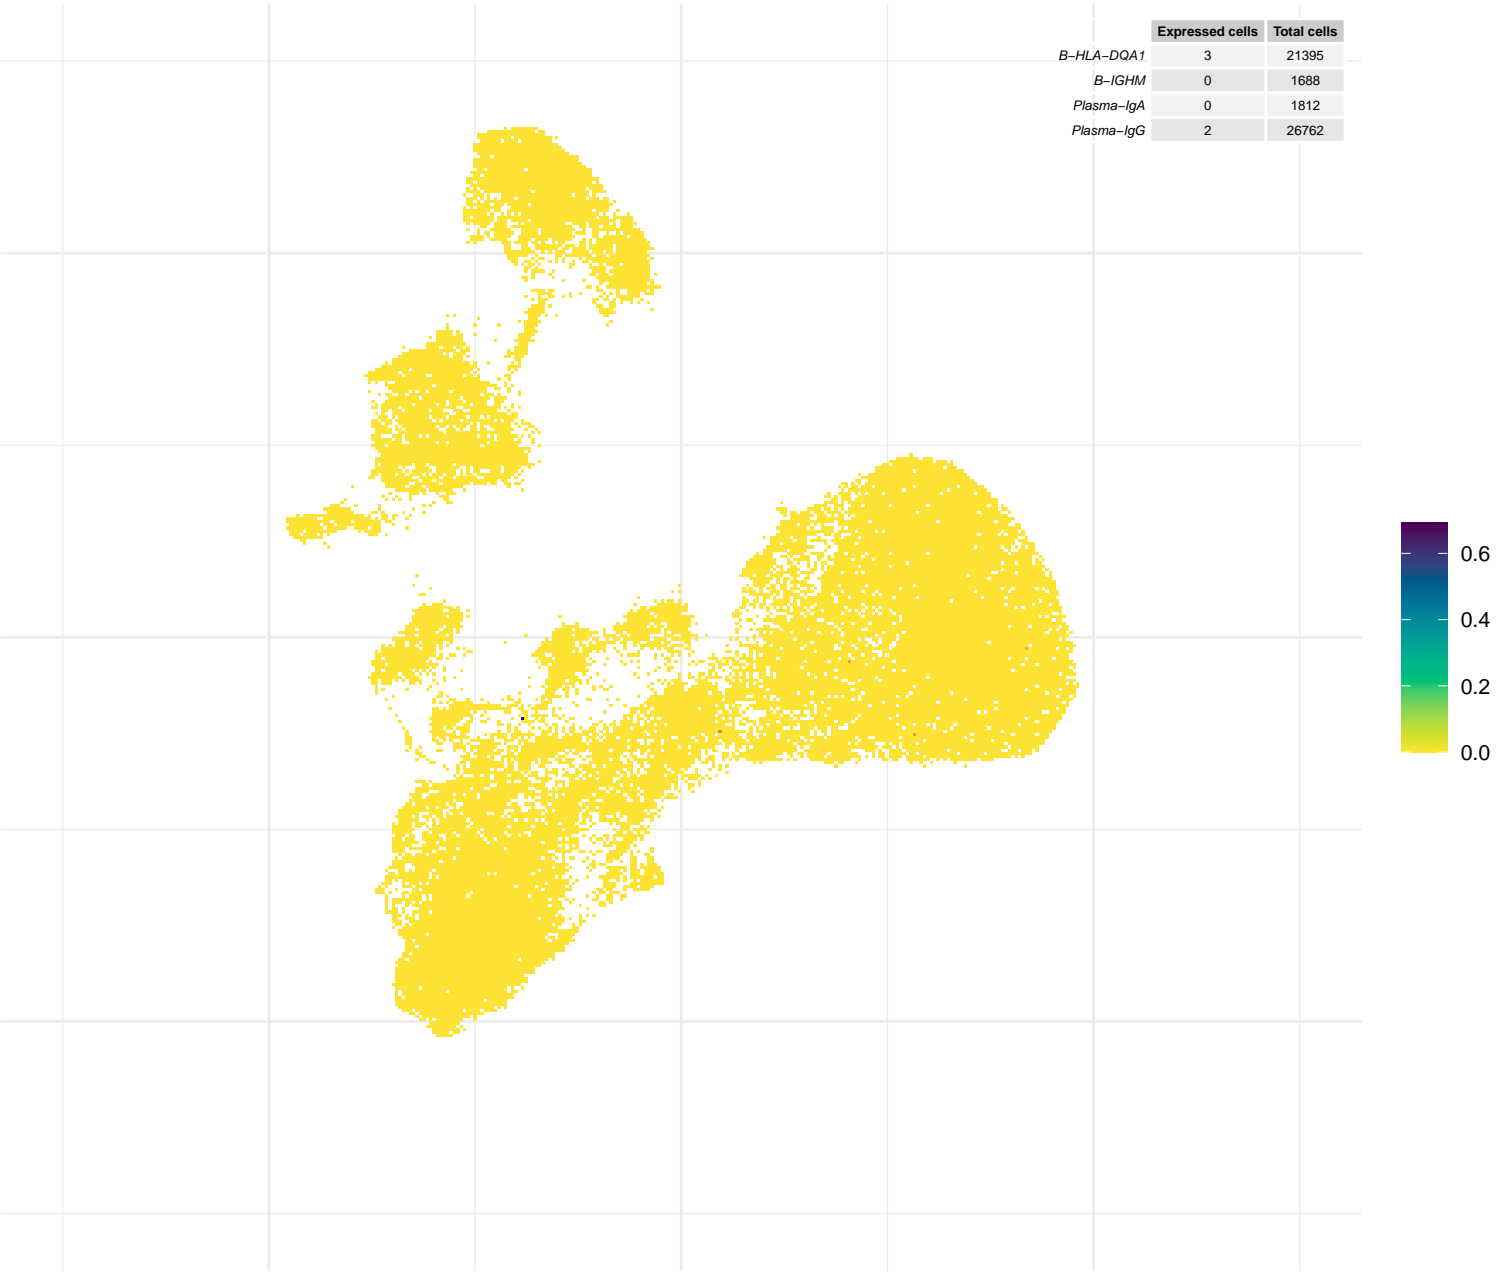 Expressed cells Total cells
B−HLA−DQA1 3 21395
B−IGHM 0 1688
Plasma−IgA 0 1812
Plasma−IgG 2 26762
0.6
0.4
0.2
0.0